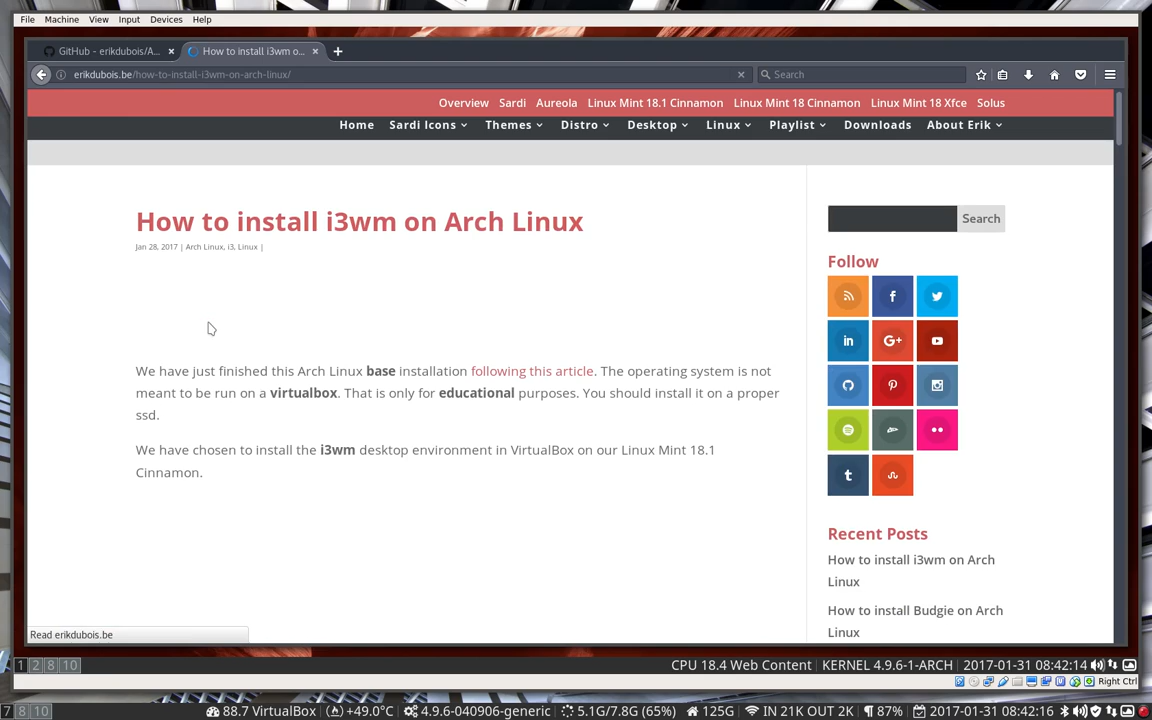 File Machine View Input Devices Help
GitHub - erikdubois/A... × How to install i3wm o... × +
erikdubois.be/how-to-install-i3wm-on-arch-linux/ Search
Overview Sardi Aureola Linux Mint 18.1 Cinnamon Linux Mint 18 Cinnamon Linux Mint 18 Xfce Solus
Home Sardi Icons Themes Distro Desktop Linux Playlist Downloads About Erik
How to install i3wm on Arch Linux
Jan 28, 2017 | Arch Linux, i3, Linux |
We have just finished this Arch Linux base installation following this article. The operating system is not
meant to be run on a virtualbox. That is only for educational purposes. You should install it on a proper
ssd.
We have chosen to install the i3wm desktop environment in VirtualBox on our Linux Mint 18.1
Cinnamon.
Search
Follow
Recent Posts
How to install i3wm on Arch
Linux
How to install Budgie on Arch
Linux
Read erikdubois.be
1 2 8 10 CPU 18.4 Web Content KERNEL 4.9.6-1-ARCH 2017-01-31 08:42:14
Right Ctrl
7 8 10 88.7 VirtualBox +49.0°C 4.9.6-040906-generic 5.1G/7.8G (65%) 125G IN 21K OUT 2K 87% 2017-01-31 08:42:16